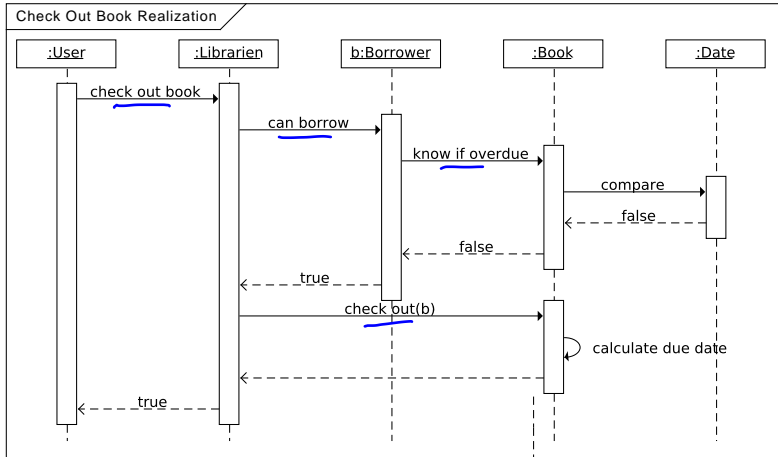 Check Out Book Realization
:User
:Librarien
b:Borrower
:Book
:Date
check out book
can borrow
know if overdue
compare
false
false
true
check out(b)
calculate due date
true